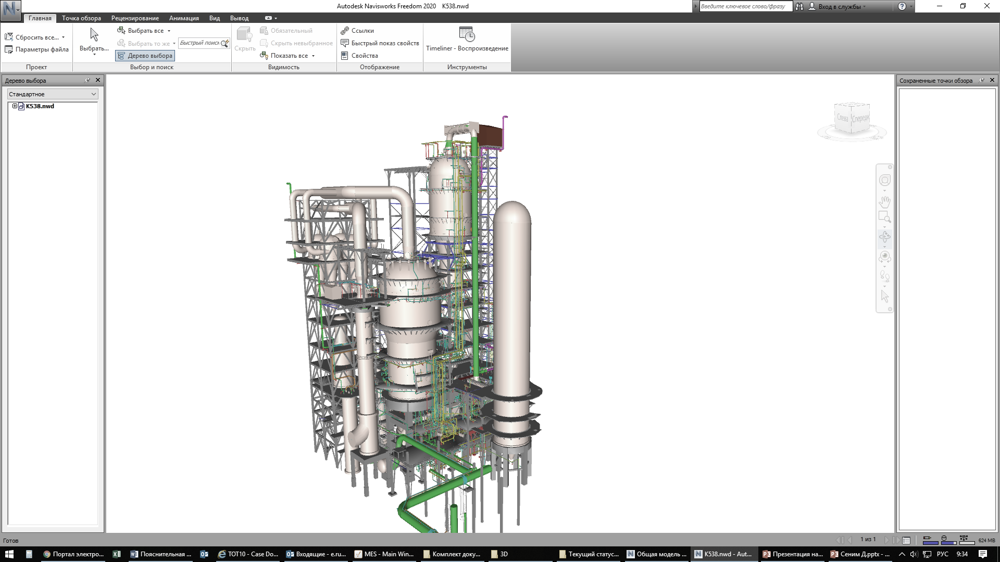 Autodesk Navisworks Freedom 2020 K538.nwd
Введите ключевое слово/фразу
Вход в службы
Главная Точка обзора Рецензирование Анимация Вид Вывод
Сбросить все...
Параметры файла
Проект
Выбрать...
Выбрать все
Выбрать то же
Дерево выбора
Быстрый поиск
Выбор и поиск
Скрыть
Обязательный
Скрыть невыбранное
Показать все
Видимость
Ссылки
Быстрый показ свойств
Свойства
Отображение
Timeliner - Воспроизведение
Инструменты
Дерево выбора
Стандартное
K538.nwd
Сохраненные точки обзора
Слева Спереди
Готов
1 из 1
624 MB
Портал электро...
Пояснительная ...
TOT10 - Case Do...
Входящие - e.ru...
MES - Main Win...
Комплект доку...
3D
Текущий статус...
Общая модель ...
K538.nwd - Aut...
Презентация на...
Сеним Д.pptx - ...
РУС
9:34